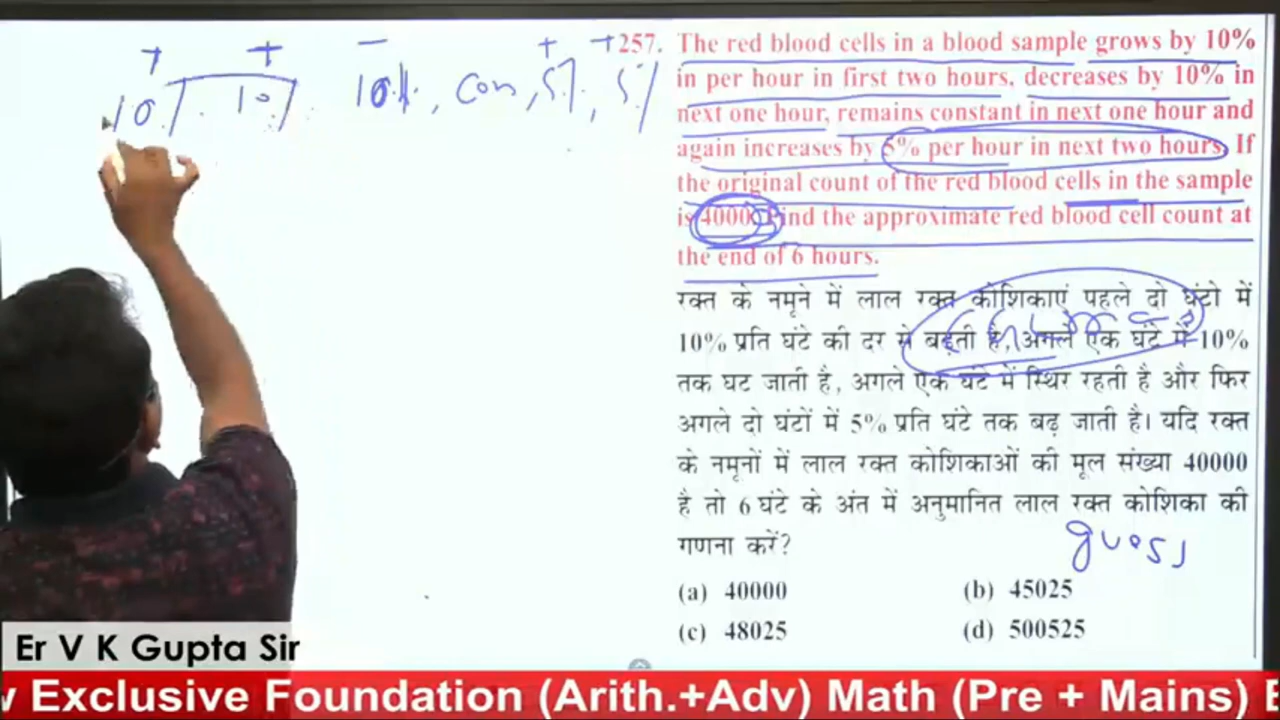 + + - + +
10% 10% 10%, con, 5%, 5%
257. The red blood cells in a blood sample grows by 10%
in per hour in first two hours, decreases by 10% in
next one hour, remains constant in next one hour and
again increases by 5% per hour in next two hours. If
the original count of the red blood cells in the sample
is 40000 Find the approximate red blood cell count at
the end of 6 hours.
रक्त के नमूने में लाल रक्त कोशिकाएं पहले दो घंटो में
10% प्रति घंटे की दर से बढ़ती है, अगले एक घंटे में 10%
तक घट जाती है, अगले एक घंटे में स्थिर रहती है और फिर
अगले दो घंटों में 5% प्रति घंटे तक बढ़ जाती है। यदि रक्त
के नमूनों में लाल रक्त कोशिकाओं की मूल संख्या 40000
है तो 6 घंटे के अंत में अनुमानित लाल रक्त कोशिका की
गणना करें?
guess
(a) 40000 (b) 45025
(c) 48025 (d) 500525
Er V K Gupta Sir
Exclusive Foundation (Arith.+Adv) Math (Pre + Mains)